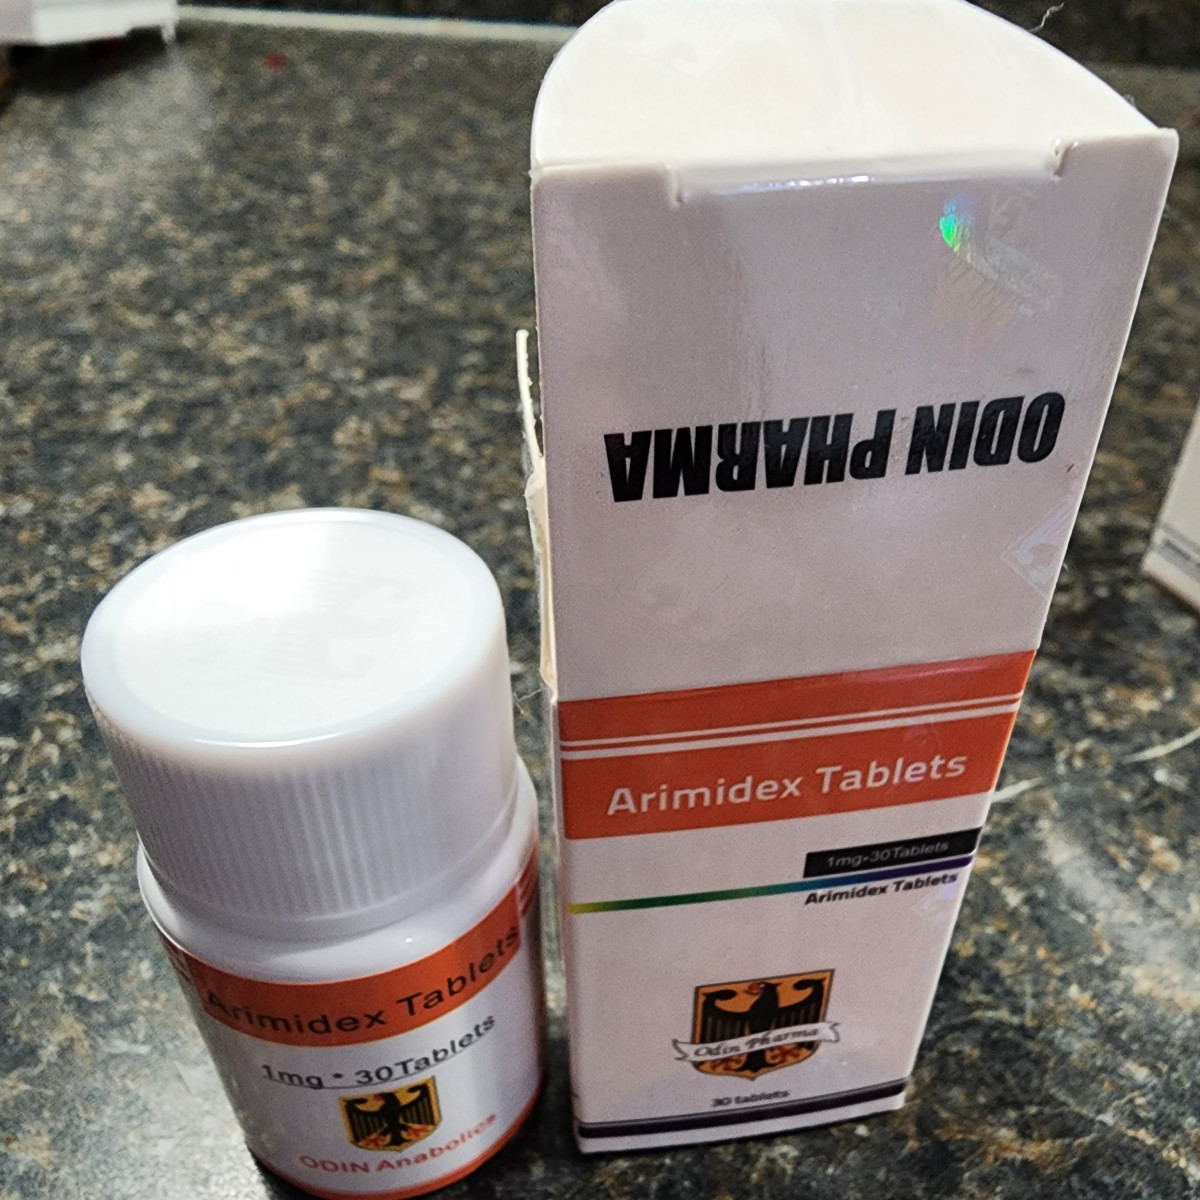 ODIN PHARMA
Arimidex Tablets
1mg*30Tablets
Arimidex Tablets
Odin Pharma
30 tablets
Arimidex Tablets
1mg * 30Tablets
ODIN Anabolics